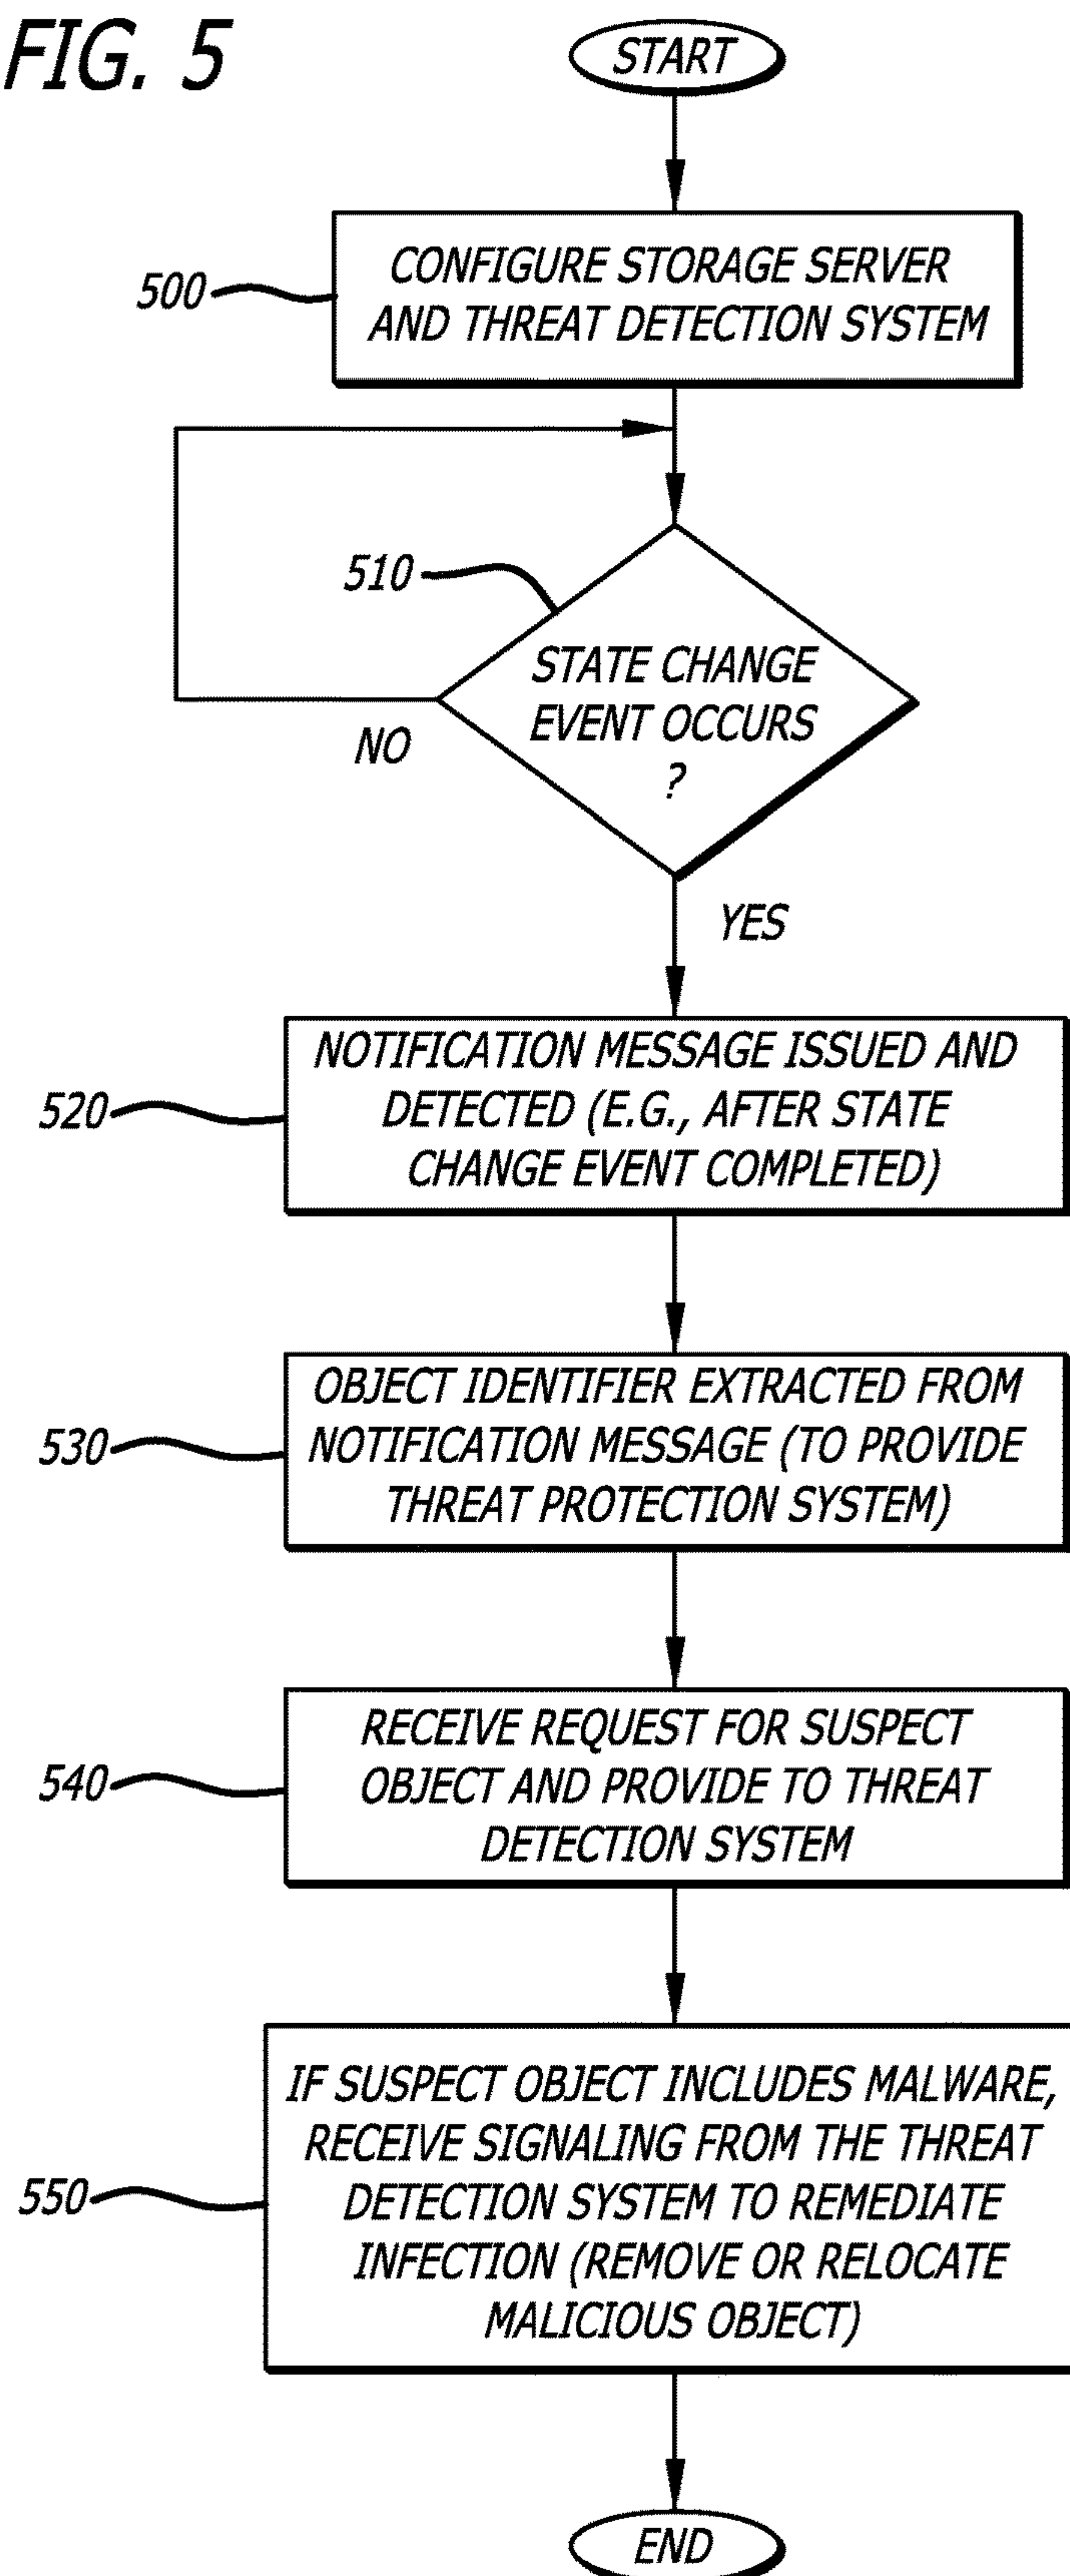 FIG. 5
START
500
CONFIGURE STORAGE SERVER
AND THREAT DETECTION SYSTEM
510
STATE CHANGE
EVENT OCCURS
?
NO
YES
520
NOTIFICATION MESSAGE ISSUED AND
DETECTED (E.G., AFTER STATE
CHANGE EVENT COMPLETED)
530
OBJECT IDENTIFIER EXTRACTED FROM
NOTIFICATION MESSAGE (TO PROVIDE
THREAT PROTECTION SYSTEM)
540
RECEIVE REQUEST FOR SUSPECT
OBJECT AND PROVIDE TO THREAT
DETECTION SYSTEM
550
IF SUSPECT OBJECT INCLUDES MALWARE,
RECEIVE SIGNALING FROM THE THREAT
DETECTION SYSTEM TO REMEDIATE
INFECTION (REMOVE OR RELOCATE
MALICIOUS OBJECT)
END